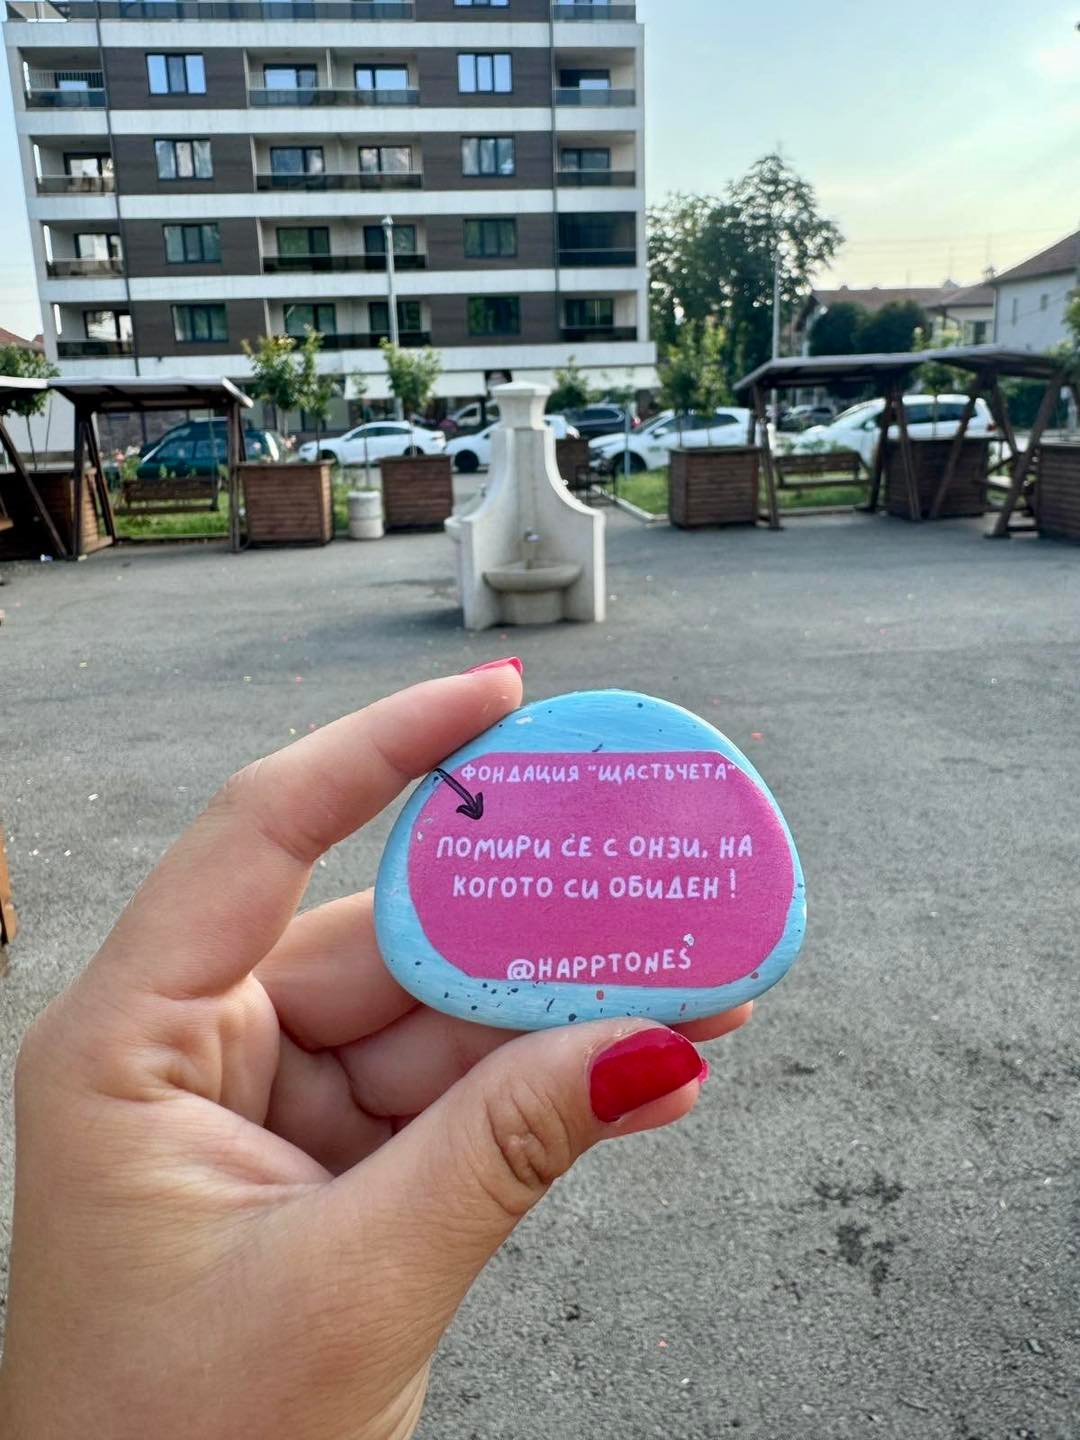 ФОНДАЦИЯ "ЩАСТЪЧЕТА"
ПОМИРИ СЕ С ОНЗИ, НА
КОГОТО СИ ОБИДЕН!
@HAPPTONES